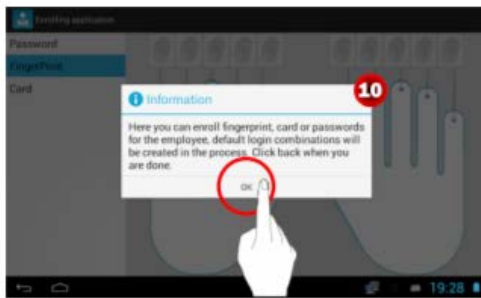 Enrolling application
Password
FingerPrint
Card
10
Information
Here you can enroll fingerprint, card or passwords
for the employee, default login combinations will
be created in the process. Click back when you
are done.
OK
19:28